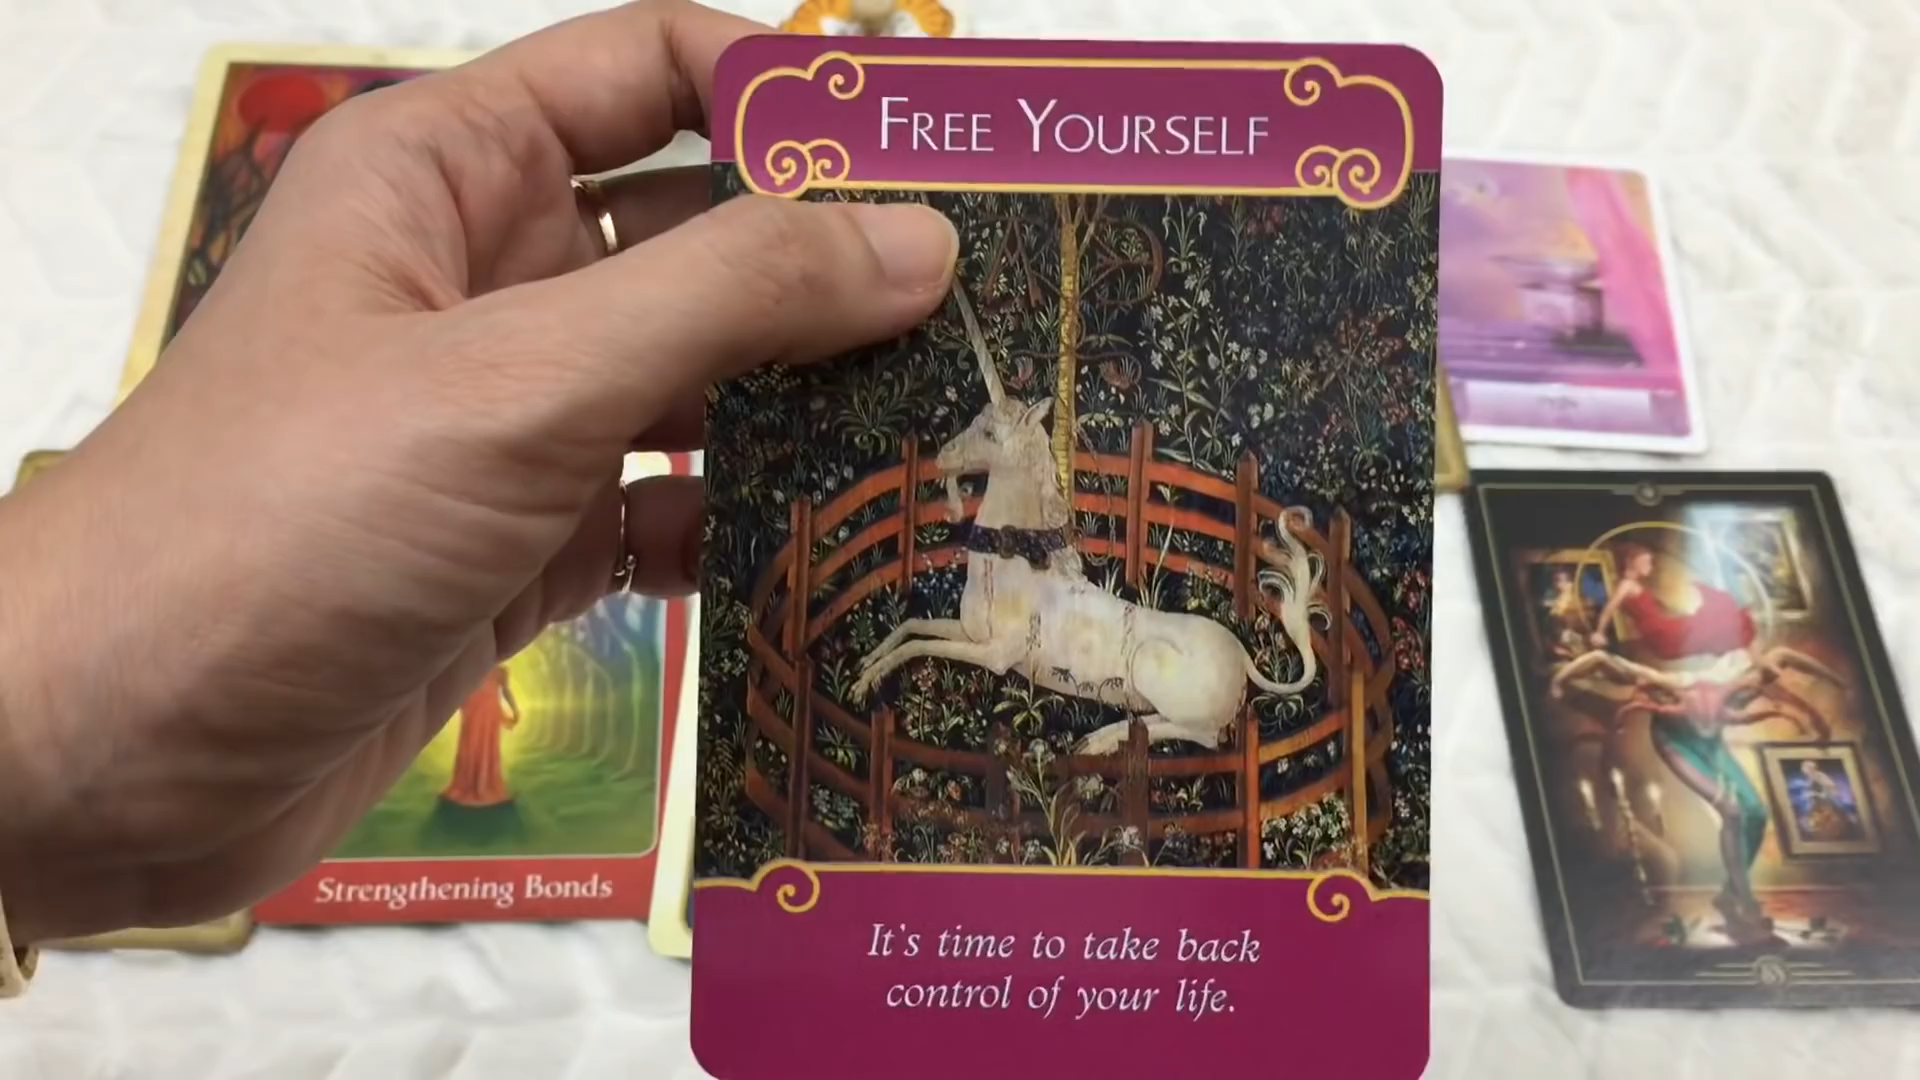 FREE YOURSELF
Strengthening Bonds
It's time to take back
control of your life.